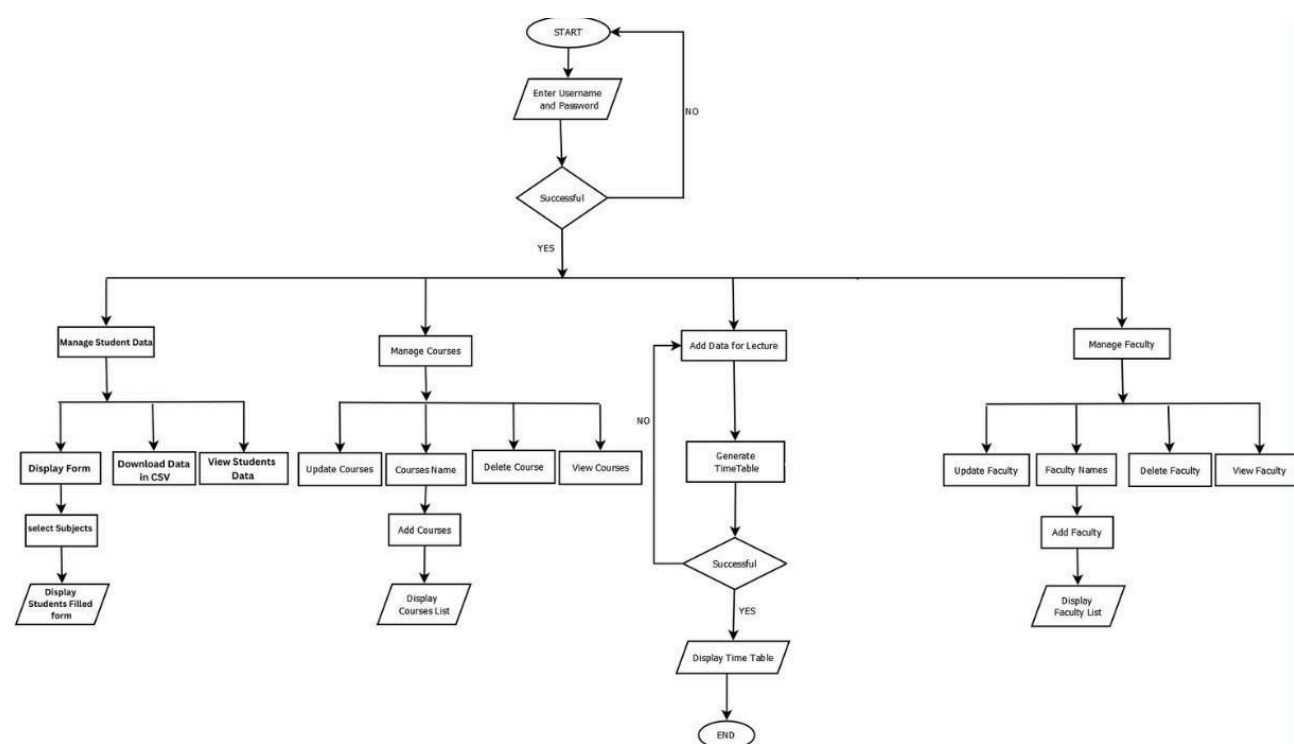 START
Enter Username
and Password
NO
Successful
YES
Manage Student Data
Manage Courses
Add Data for Lecture
Manage Faculty
NO
Display Form
Download Data
in CSV
View Students
Data
Update Courses
Courses Name
Delete Course
View Courses
Generate
TimeTable
Update Faculty
Faculty Names
Delete Faculty
View Faculty
select Subjects
Add Courses
Add Faculty
Successful
Display
Students Filled
form
Display
Courses List
Display
Faculty List
YES
Display Time Table
END